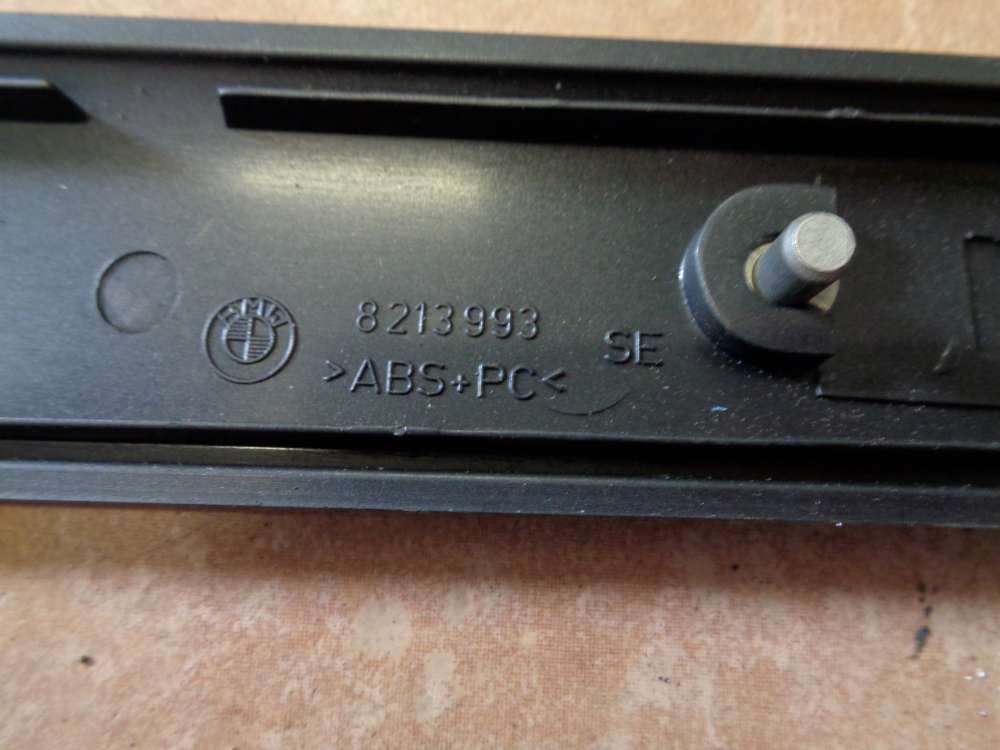 BMW
8213993
SE
>ABS+PC<